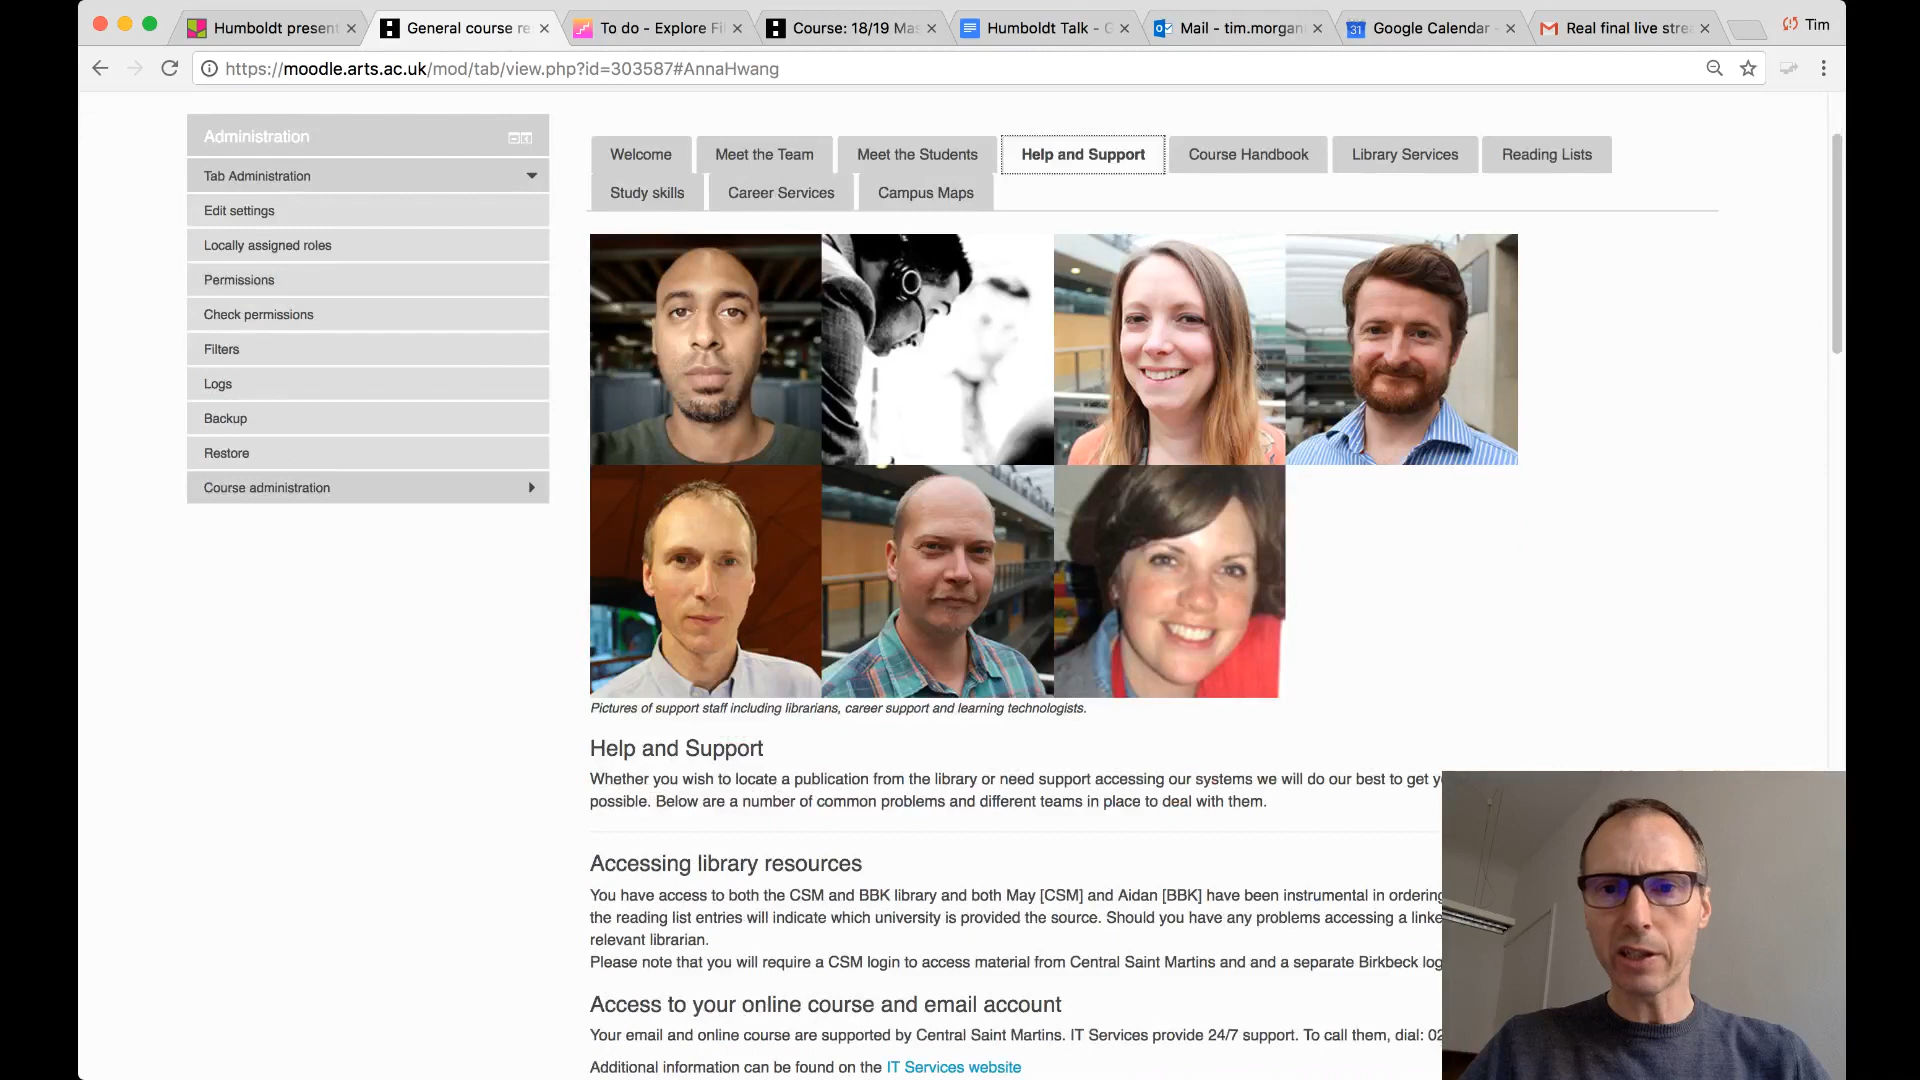 Humboldt present
General course re
To do - Explore Fi
Course: 18/19 Mas
Humboldt Talk - G
Mail - tim.morgan
Google Calendar -
Real final live strea
Tim
https://moodle.arts.ac.uk/mod/tab/view.php?id=303587#AnnaHwang
Administration
Tab Administration
Edit settings
Locally assigned roles
Permissions
Check permissions
Filters
Logs
Backup
Restore
Course administration
Welcome
Meet the Team
Meet the Students
Help and Support
Course Handbook
Library Services
Reading Lists
Study skills
Career Services
Campus Maps
Pictures of support staff including librarians, career support and learning technologists.
Help and Support
Whether you wish to locate a publication from the library or need support accessing our systems we will do our best to get y
possible. Below are a number of common problems and different teams in place to deal with them.
Accessing library resources
You have access to both the CSM and BBK library and both May [CSM] and Aidan [BBK] have been instrumental in ordering
the reading list entries will indicate which university is provided the source. Should you have any problems accessing a linke
relevant librarian.
Please note that you will require a CSM login to access material from Central Saint Martins and and a separate Birkbeck log
Access to your online course and email account
Your email and online course are supported by Central Saint Martins. IT Services provide 24/7 support. To call them, dial: 02
Additional information can be found on the IT Services website